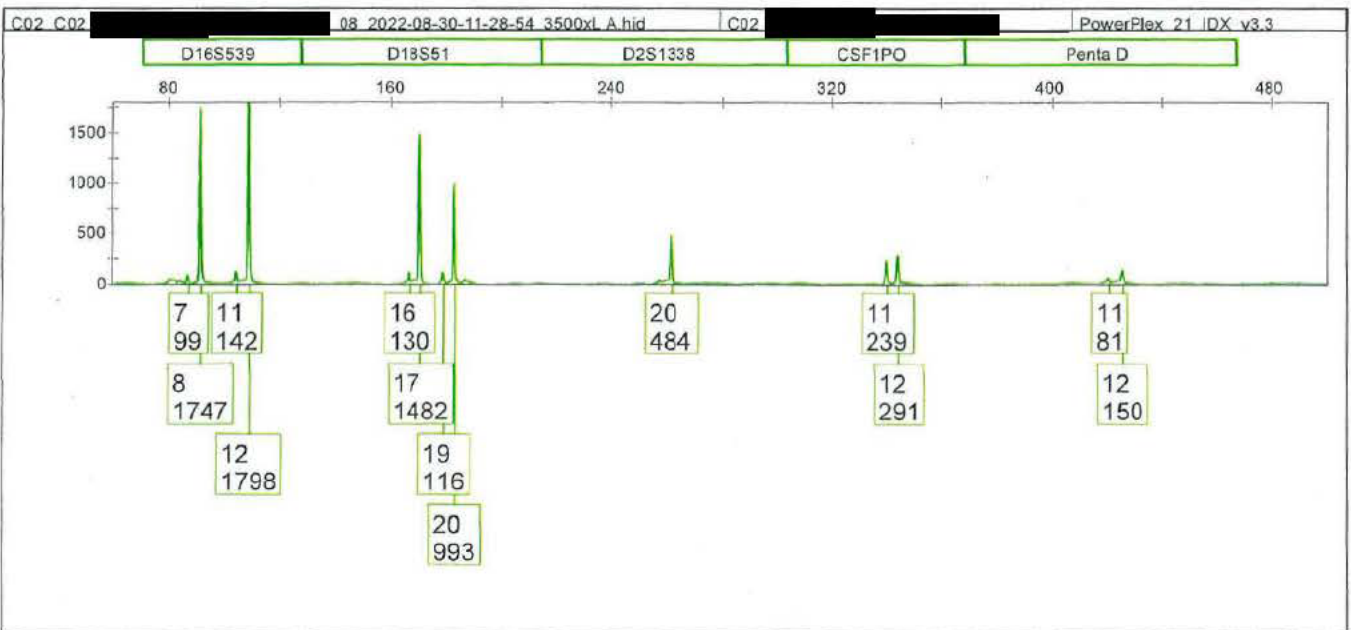 C02 C02 08 2022-08-30-11-28-54 3500xL A.hid C02 PowerPlex 21 IDX v3.3
D16S539 D18S51 D2S1338 CSF1PO Penta D
80 160 240 320 400 480
1500
1000
500
0
7 11 16 20 11 11
99 142 130 484 239 81
8 17 12 12
1747 1482 291 150
12 19
1798 116
20
993